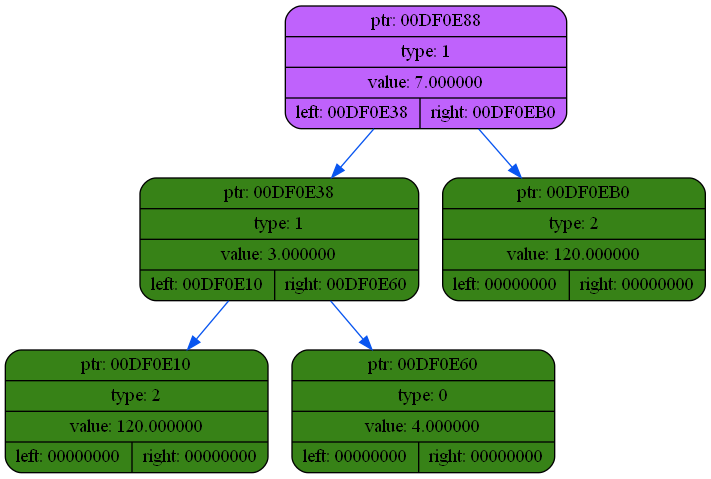 ptr: 00DF0E88
type: 1
value: 7.000000
left: 00DF0E38 right: 00DF0EB0
ptr: 00DF0E38
type: 1
value: 3.000000
left: 00DF0E10 right: 00DF0E60
ptr: 00DF0EB0
type: 2
value: 120.000000
left: 00000000 right: 00000000
ptr: 00DF0E10
type: 2
value: 120.000000
left: 00000000 right: 00000000
ptr: 00DF0E60
type: 0
value: 4.000000
left: 00000000 right: 00000000